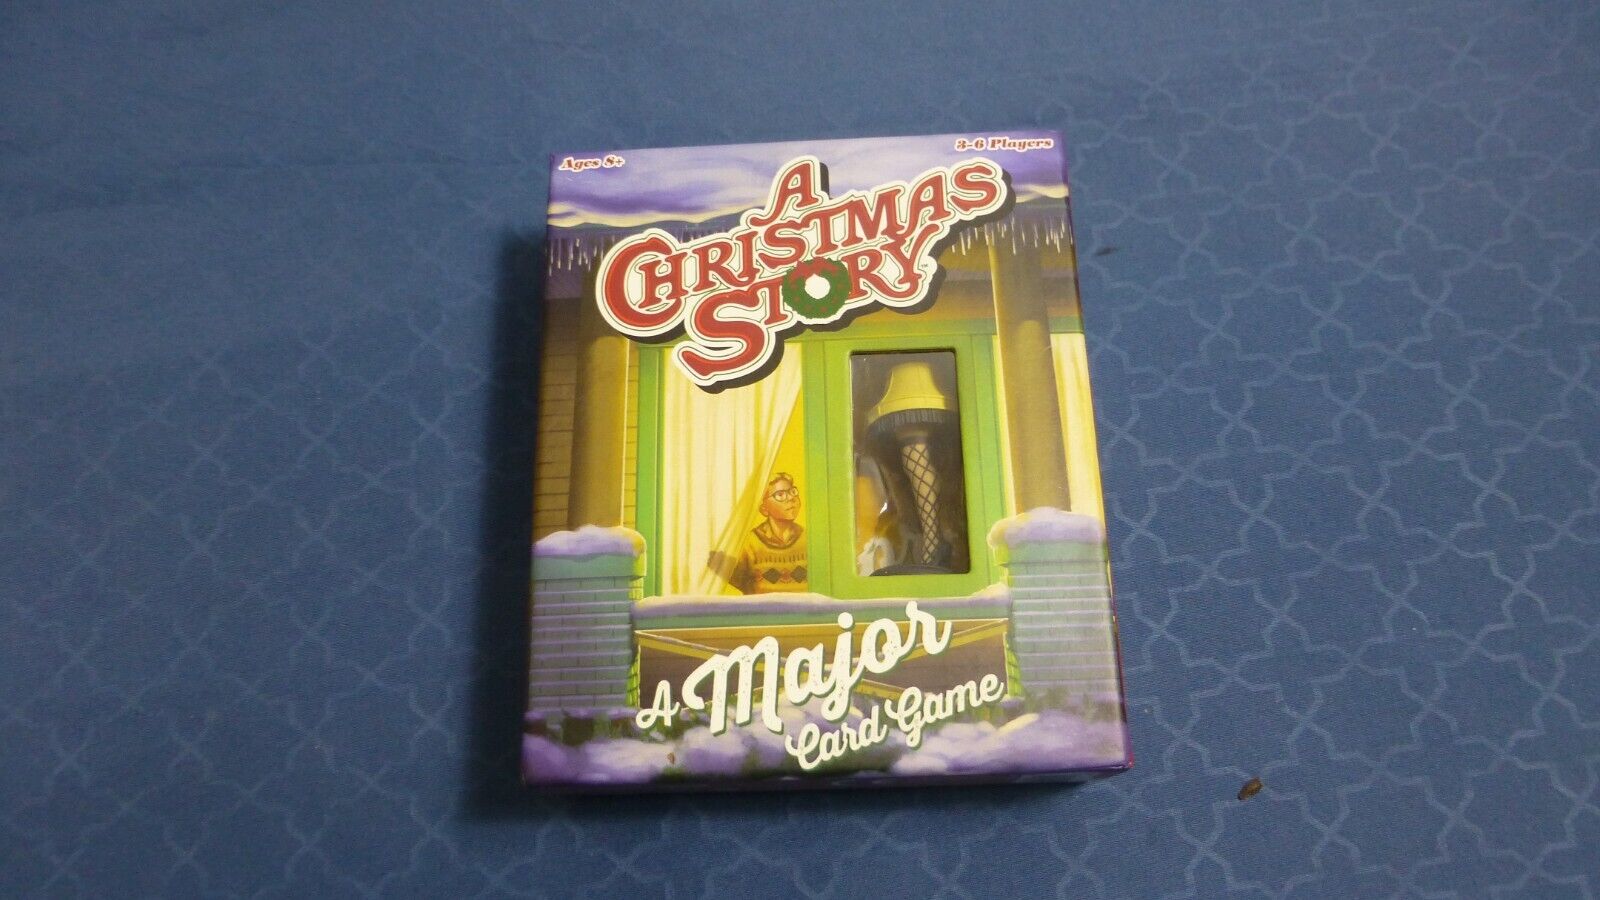 Ages 8+
3-6 Players
A
CHRISTMAS
STORY
A Major
Card Game